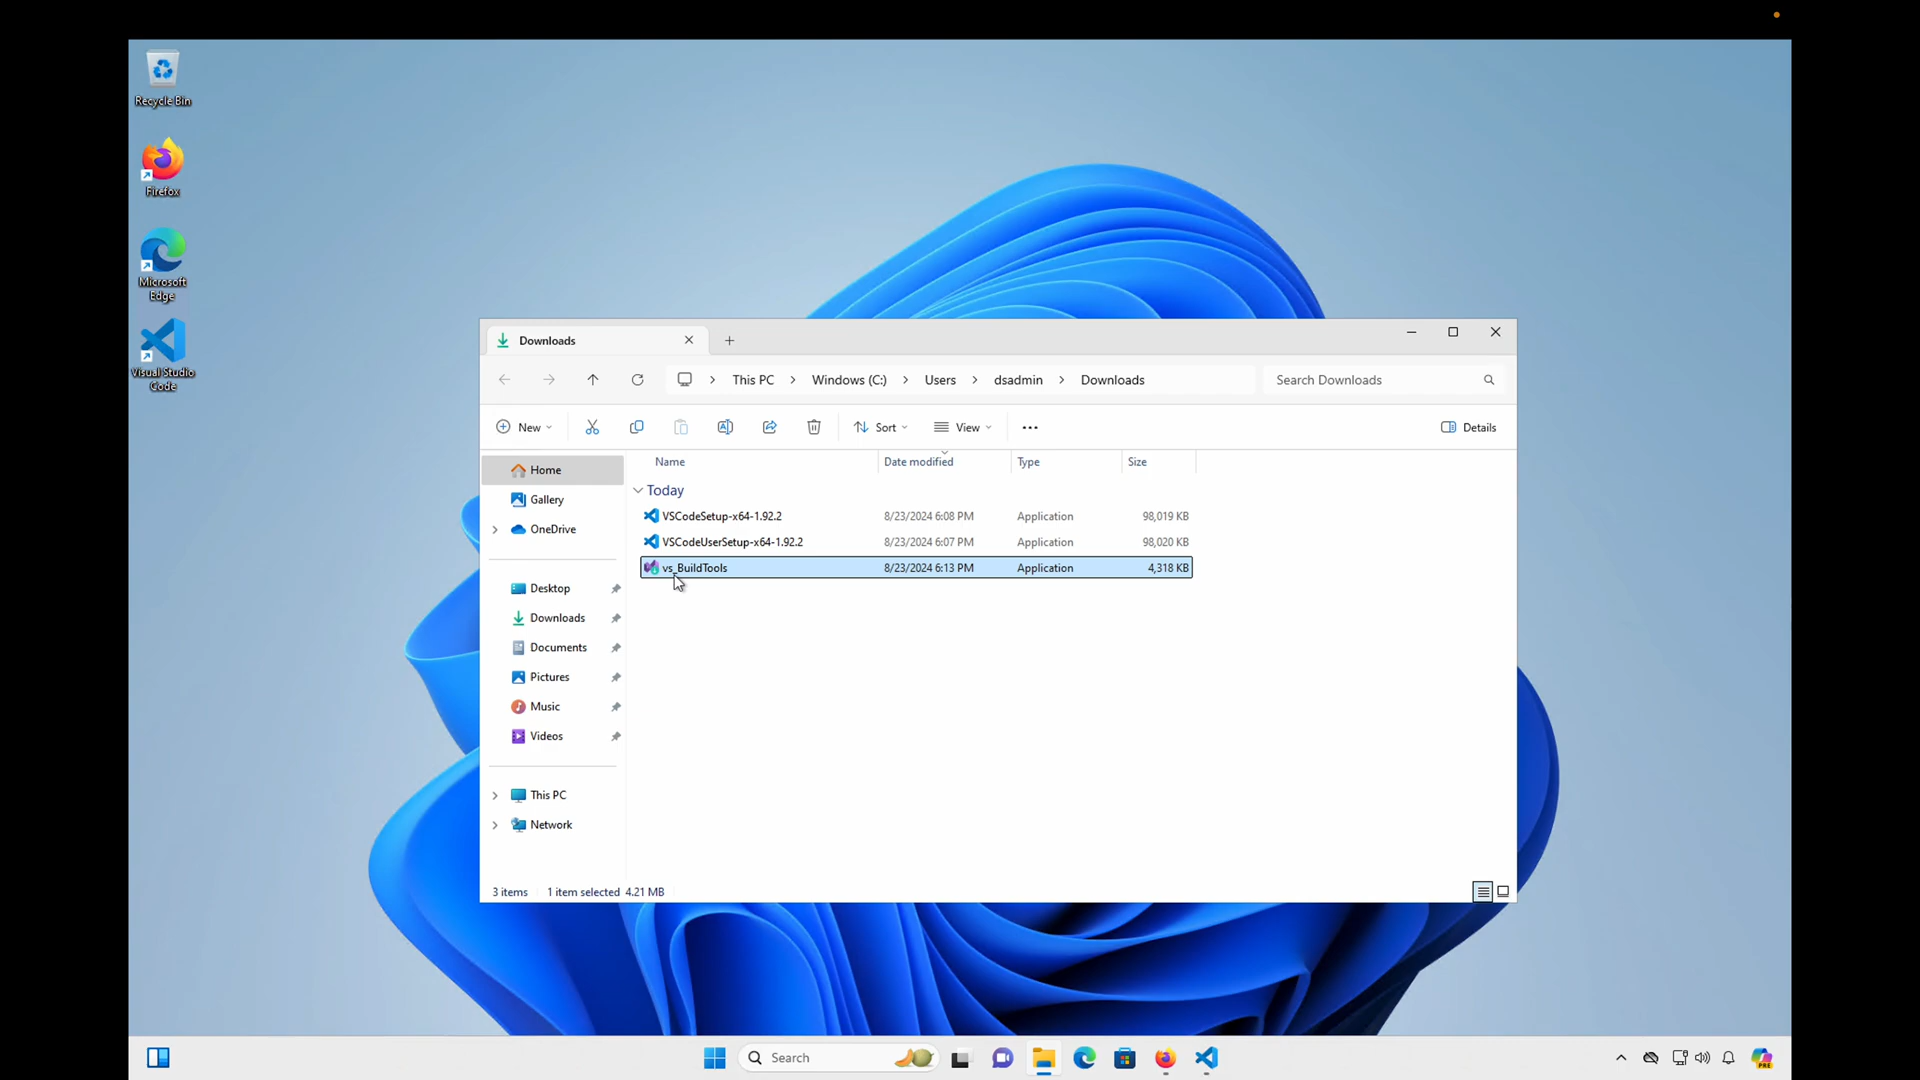 Recycle Bin
Firefox
Microsoft
Edge
Visual Studio
Code
Downloads
This PC
Windows (C:)
Users
dsadmin
Downloads
Search Downloads
New
Sort
View
Details
Home
Gallery
OneDrive
Desktop
Downloads
Documents
Pictures
Music
Videos
This PC
Network
Name Date modified Type Size
Today
VSCodeSetup-x64-1.92.2 8/23/2024 6:08 PM Application 98,019 KB
VSCodeUserSetup-x64-1.92.2 8/23/2024 6:07 PM Application 98,020 KB
vs_BuildTools 8/23/2024 6:13 PM Application 4,318 KB
3 items 1 item selected 4.21 MB
Search
PRE